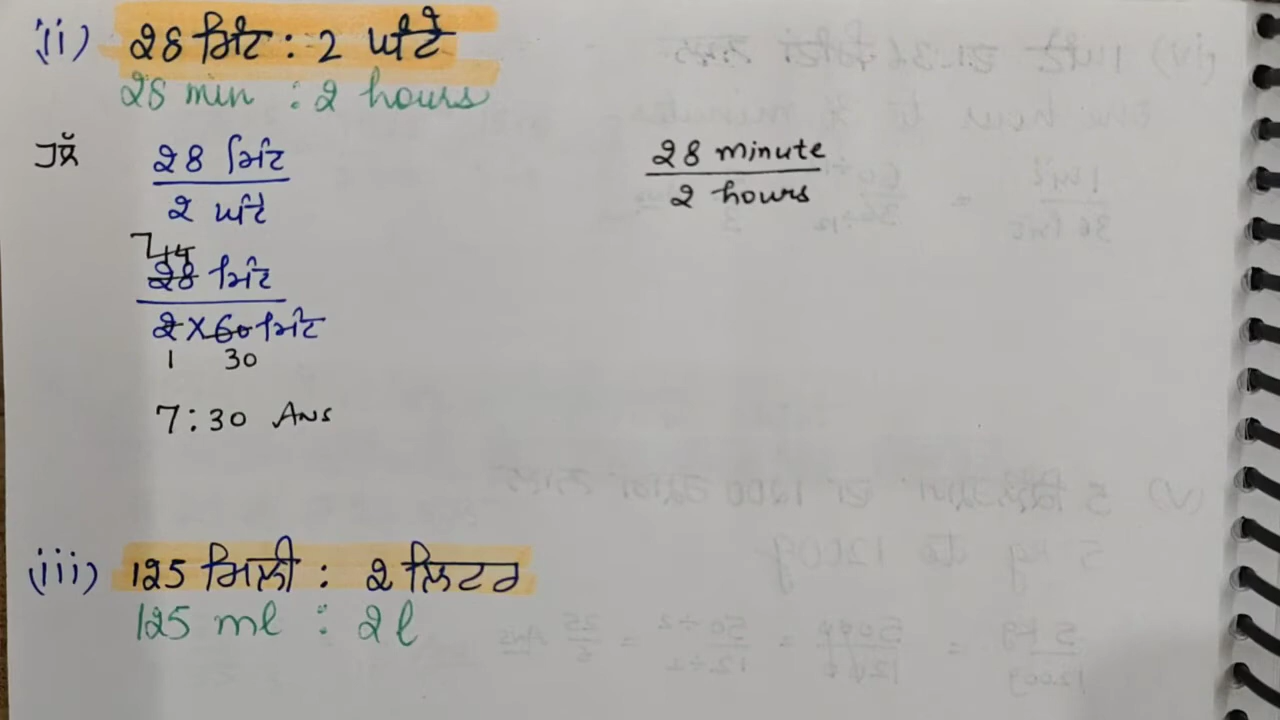 (ii) 28 ਮਿੰਟ : 2 ਘੰਟੇ
28 min : 2 hours
ਜਾਂ 28 ਮਿੰਟ
2 ਘੰਟੇ
28 minute
2 hours
7 14
28 ਮਿੰਟ
2 × 60 ਮਿੰਟ
1 30
7 : 30 Ans
(iii) 125 ਮਿਲੀ : 2 ਲਿਟਰ
125 ml : 2 l